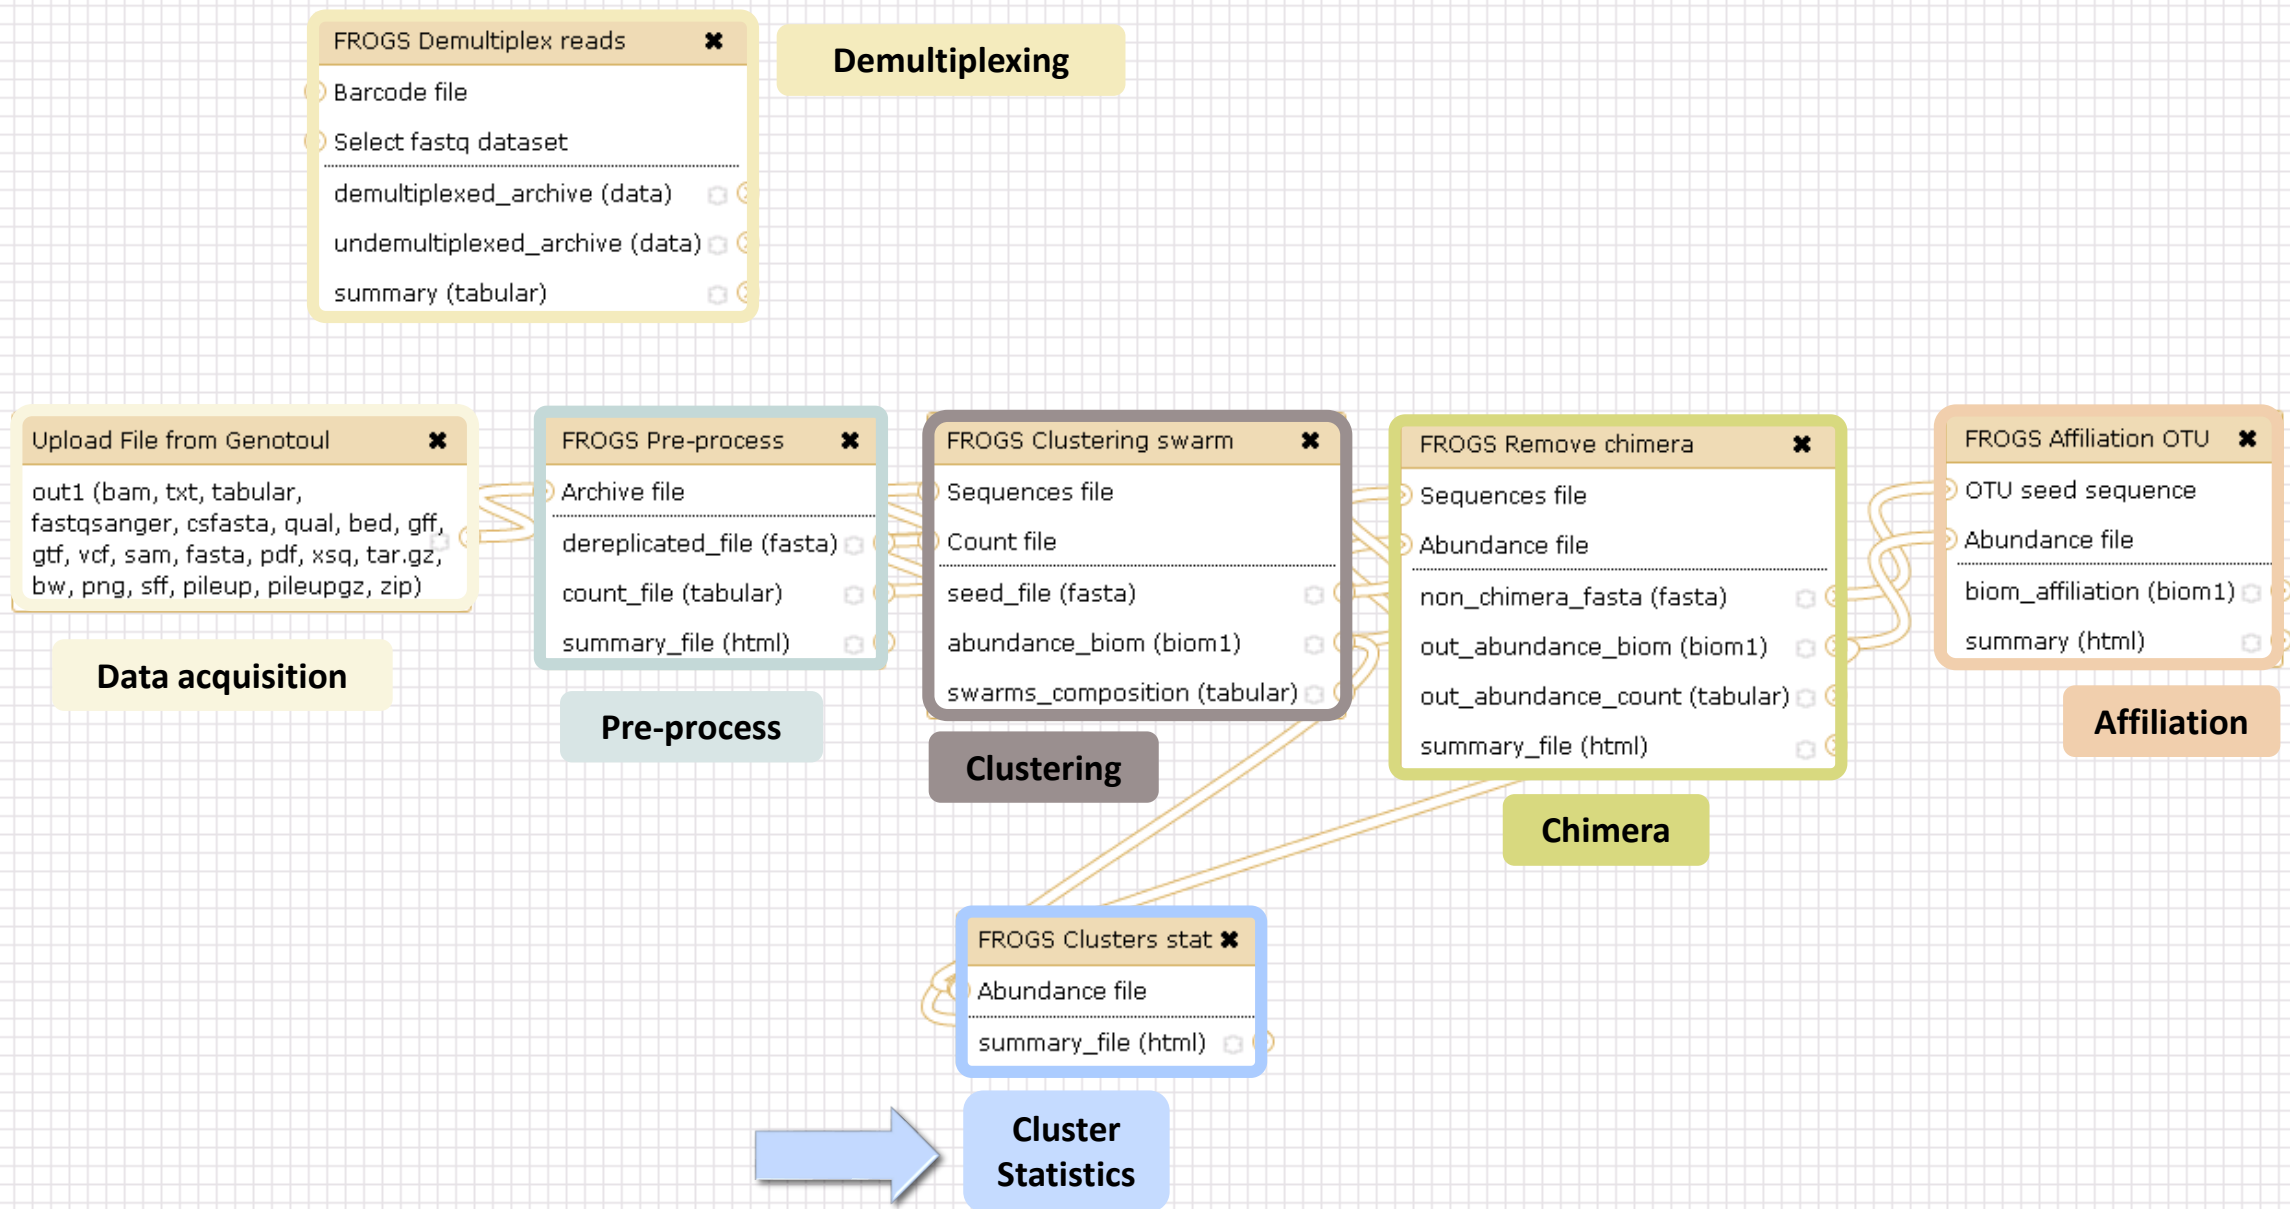 FROGS Demultiplex reads
Barcode file
Select fastq dataset
demultiplexed_archive (data)
undemultiplexed_archive (data)
summary (tabular)
Demultiplexing
Upload File from Genotoul
out1 (bam, txt, tabular,
fastqsanger, csfasta, qual, bed, gff,
gtf, vcf, sam, fasta, pdf, xsq, tar.gz,
bw, png, sff, pileup, pileupgz, zip)
Data acquisition
FROGS Pre-process
Archive file
dereplicated_file (fasta)
count_file (tabular)
summary_file (html)
Pre-process
FROGS Clustering swarm
Sequences file
Count file
seed_file (fasta)
abundance_biom (biom1)
swarms_composition (tabular)
Clustering
FROGS Remove chimera
Sequences file
Abundance file
non_chimera_fasta (fasta)
out_abundance_biom (biom1)
out_abundance_count (tabular)
summary_file (html)
Chimera
FROGS Affiliation OTU
OTU seed sequence
Abundance file
biom_affiliation (biom1)
summary (html)
Affiliation
FROGS Clusters stat
Abundance file
summary_file (html)
Cluster
Statistics